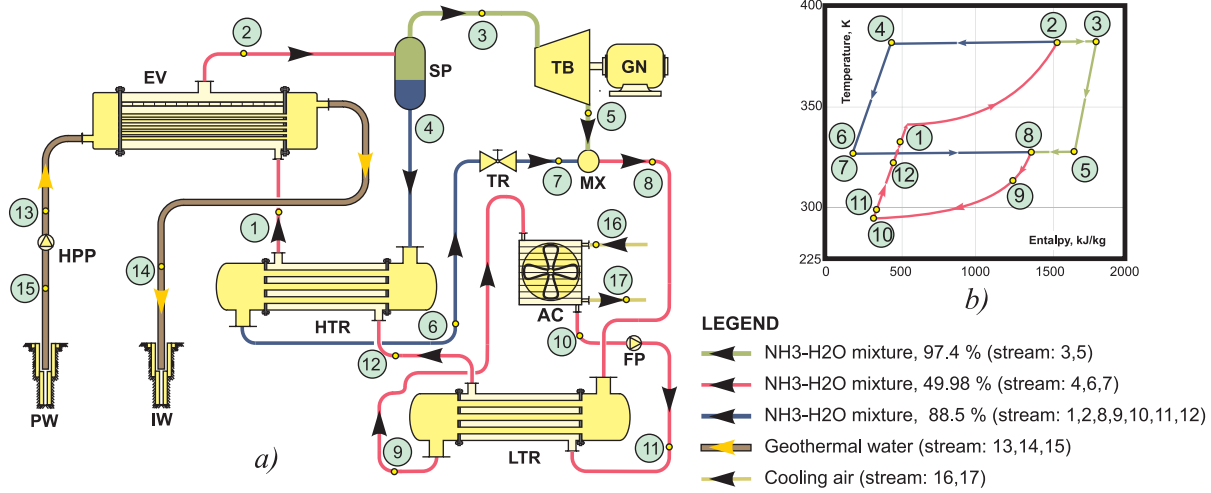 2
3
EV
SP
TB
GN
4
5
TR
7
MX
8
13
HPP
1
16
14
15
17
HTR
6
AC
10
FP
12
PW
IW
9
LTR
11
a)
400
350
300
225
Temperature, K
4
2
3
1
6
7
12
8
5
11
10
9
Entalpy, kJ/kg
0
500
1000
1500
2000
b)
LEGEND
NH3-H2O mixture, 97.4 % (stream: 3,5)
NH3-H2O mixture, 49.98 % (stream: 4,6,7)
NH3-H2O mixture, 88.5 % (stream: 1,2,8,9,10,11,12)
Geothermal water (stream: 13,14,15)
Cooling air (stream: 16,17)